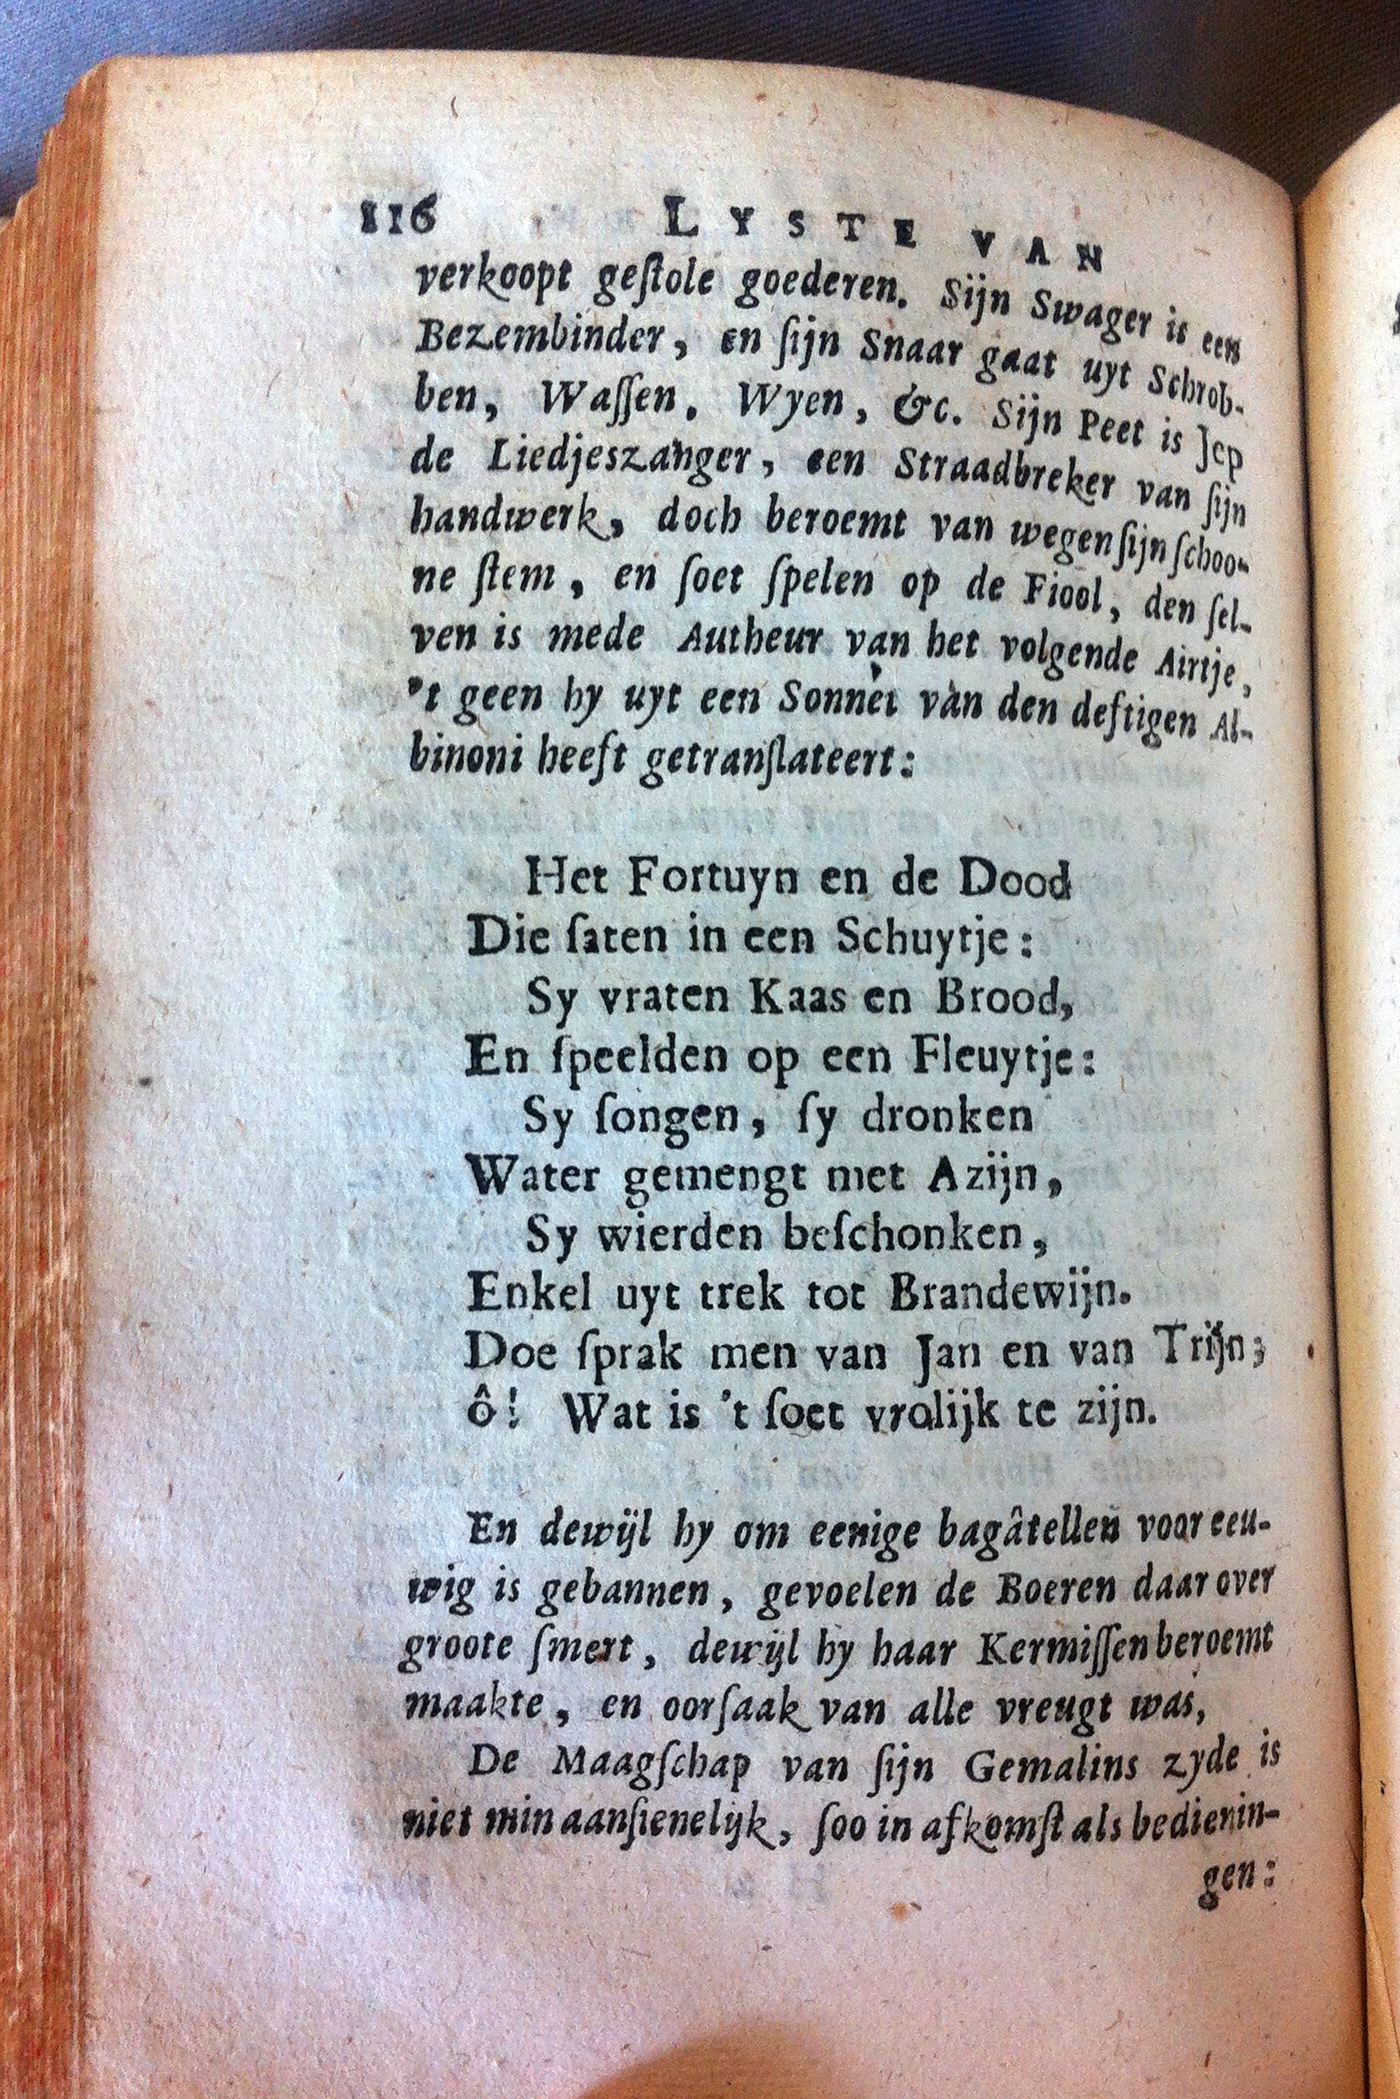 116 LYSTE VAN
verkoopt geſtole goederen. Sijn Swager is een
Bezembinder, en ſijn Snaar gaat uyt Schrob-
ben, Waſſen. Wyen, &c. Sijn Peet is Jep
de Liedjeszanger, een Straadbreker van ſijn
handwerk, doch beroemt van wegen ſijn ſchoo-
ne ſtem, en ſoet ſpelen op de Fiool, den ſel-
ven is mede Autheur van het volgende Airtje,
't geen hy uyt een Sonnet van den deftigen Al-
binoni heeft getranſlateert:
Het Fortuyn en de Dood
Die ſaten in een Schuytje:
Sy vraten Kaas en Brood,
En ſpeelden op een Fleuytje:
Sy ſongen, ſy dronken
Water gemengt met Azijn,
Sy wierden beſchonken,
Enkel uyt trek tot Brandewijn.
Doe ſprak men van Jan en van Trijn;
ô! Wat is 't ſoet vrolijk te zijn.
En dewijl hy om eenige bagâtellen voor eeu-
wig is gebannen, gevoelen de Boeren daar over
groote ſmert, dewijl hy haar Kermiſſen beroemt
maakte, en oorſaak van alle vreugt was,
De Maagſchap van ſijn Gemalins zyde is
niet min aanſienelijk, ſoo in afkomſt als bedienin-
gen: